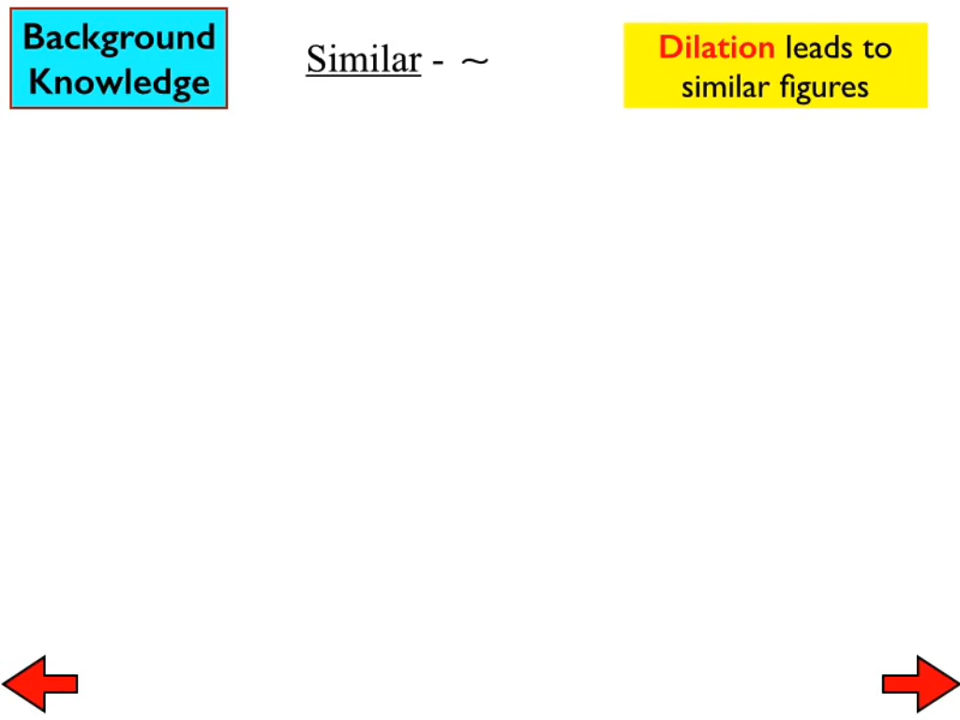 Background
Knowledge
Similar - ~
Dilation leads to
similar figures